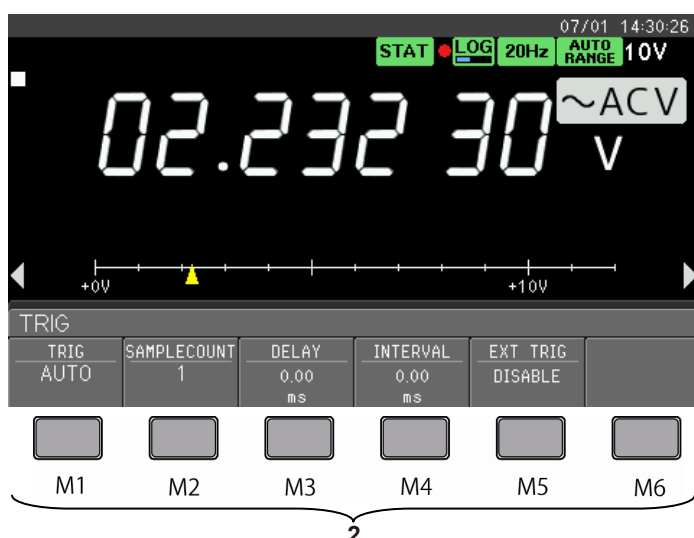 07/01 14:30:26
STAT LOG 20Hz AUTO RANGE 10V
~ACV
02.232 30 V
+0V +10V
TRIG
TRIG SAMPLECOUNT DELAY INTERVAL EXT TRIG
AUTO 1 0.00 0.00 DISABLE
ms ms
M1 M2 M3 M4 M5 M6
2